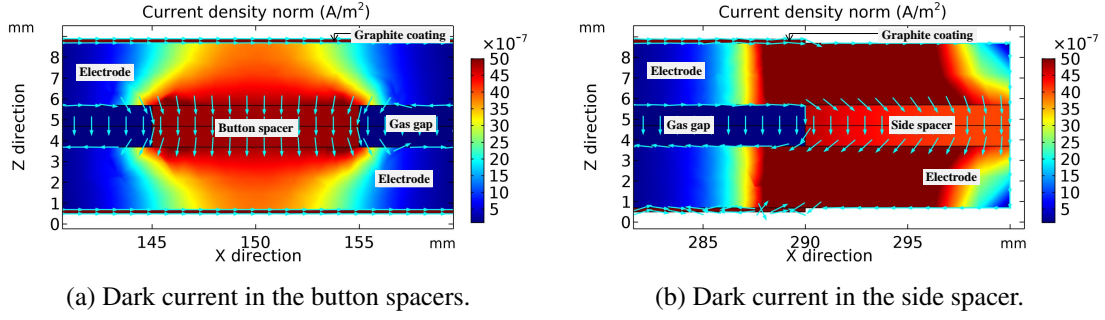 Current density norm (A/m²)
mm
Graphite coating
×10⁻⁷
Electrode
Button spacer
Gas gap
Electrode
Z direction
8
7
6
5
4
3
2
1
0
50
45
40
35
30
25
20
15
10
5
145 150 155 mm
X direction
(a) Dark current in the button spacers.
Current density norm (A/m²)
mm
Graphite coating
×10⁻⁷
Electrode
Gas gap
Side spacer
Electrode
Z direction
8
7
6
5
4
3
2
1
0
50
45
40
35
30
25
20
15
10
5
285 290 295 mm
X direction
(b) Dark current in the side spacer.